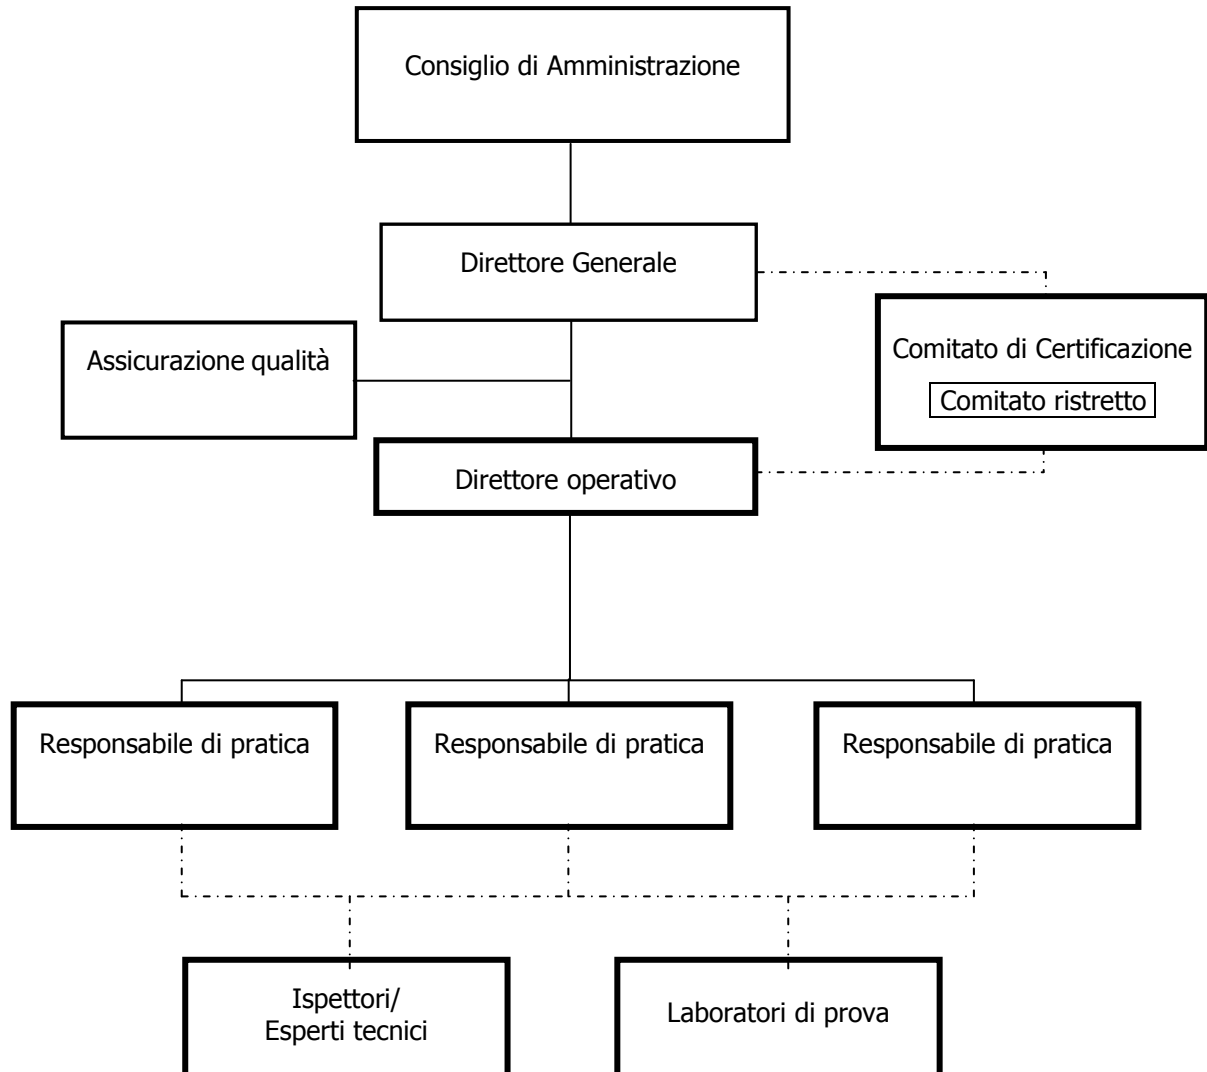 Consiglio di Amministrazione
Direttore Generale
Assicurazione qualità
Comitato di Certificazione
Comitato ristretto
Direttore operativo
Responsabile di pratica
Responsabile di pratica
Responsabile di pratica
Ispettori/
Esperti tecnici
Laboratori di prova